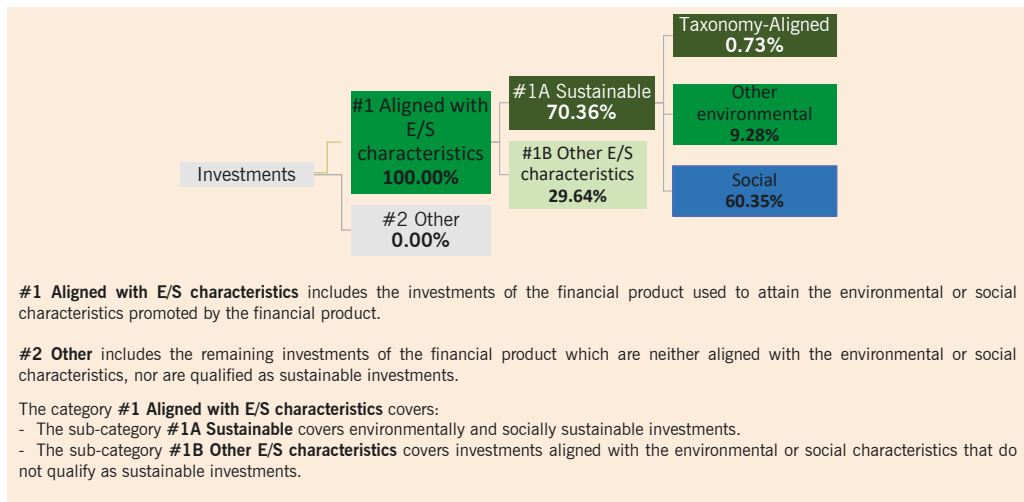 Investments
#1 Aligned with
E/S
characteristics
100.00%
#2 Other
0.00%
#1A Sustainable
70.36%
#1B Other E/S
characteristics
29.64%
Taxonomy-Aligned
0.73%
Other
environmental
9.28%
Social
60.35%
#1 Aligned with E/S characteristics includes the investments of the financial product used to attain the environmental or social
characteristics promoted by the financial product.
#2 Other includes the remaining investments of the financial product which are neither aligned with the environmental or social
characteristics, nor are qualified as sustainable investments.
The category #1 Aligned with E/S characteristics covers:
- The sub-category #1A Sustainable covers environmentally and socially sustainable investments.
- The sub-category #1B Other E/S characteristics covers investments aligned with the environmental or social characteristics that do
not qualify as sustainable investments.